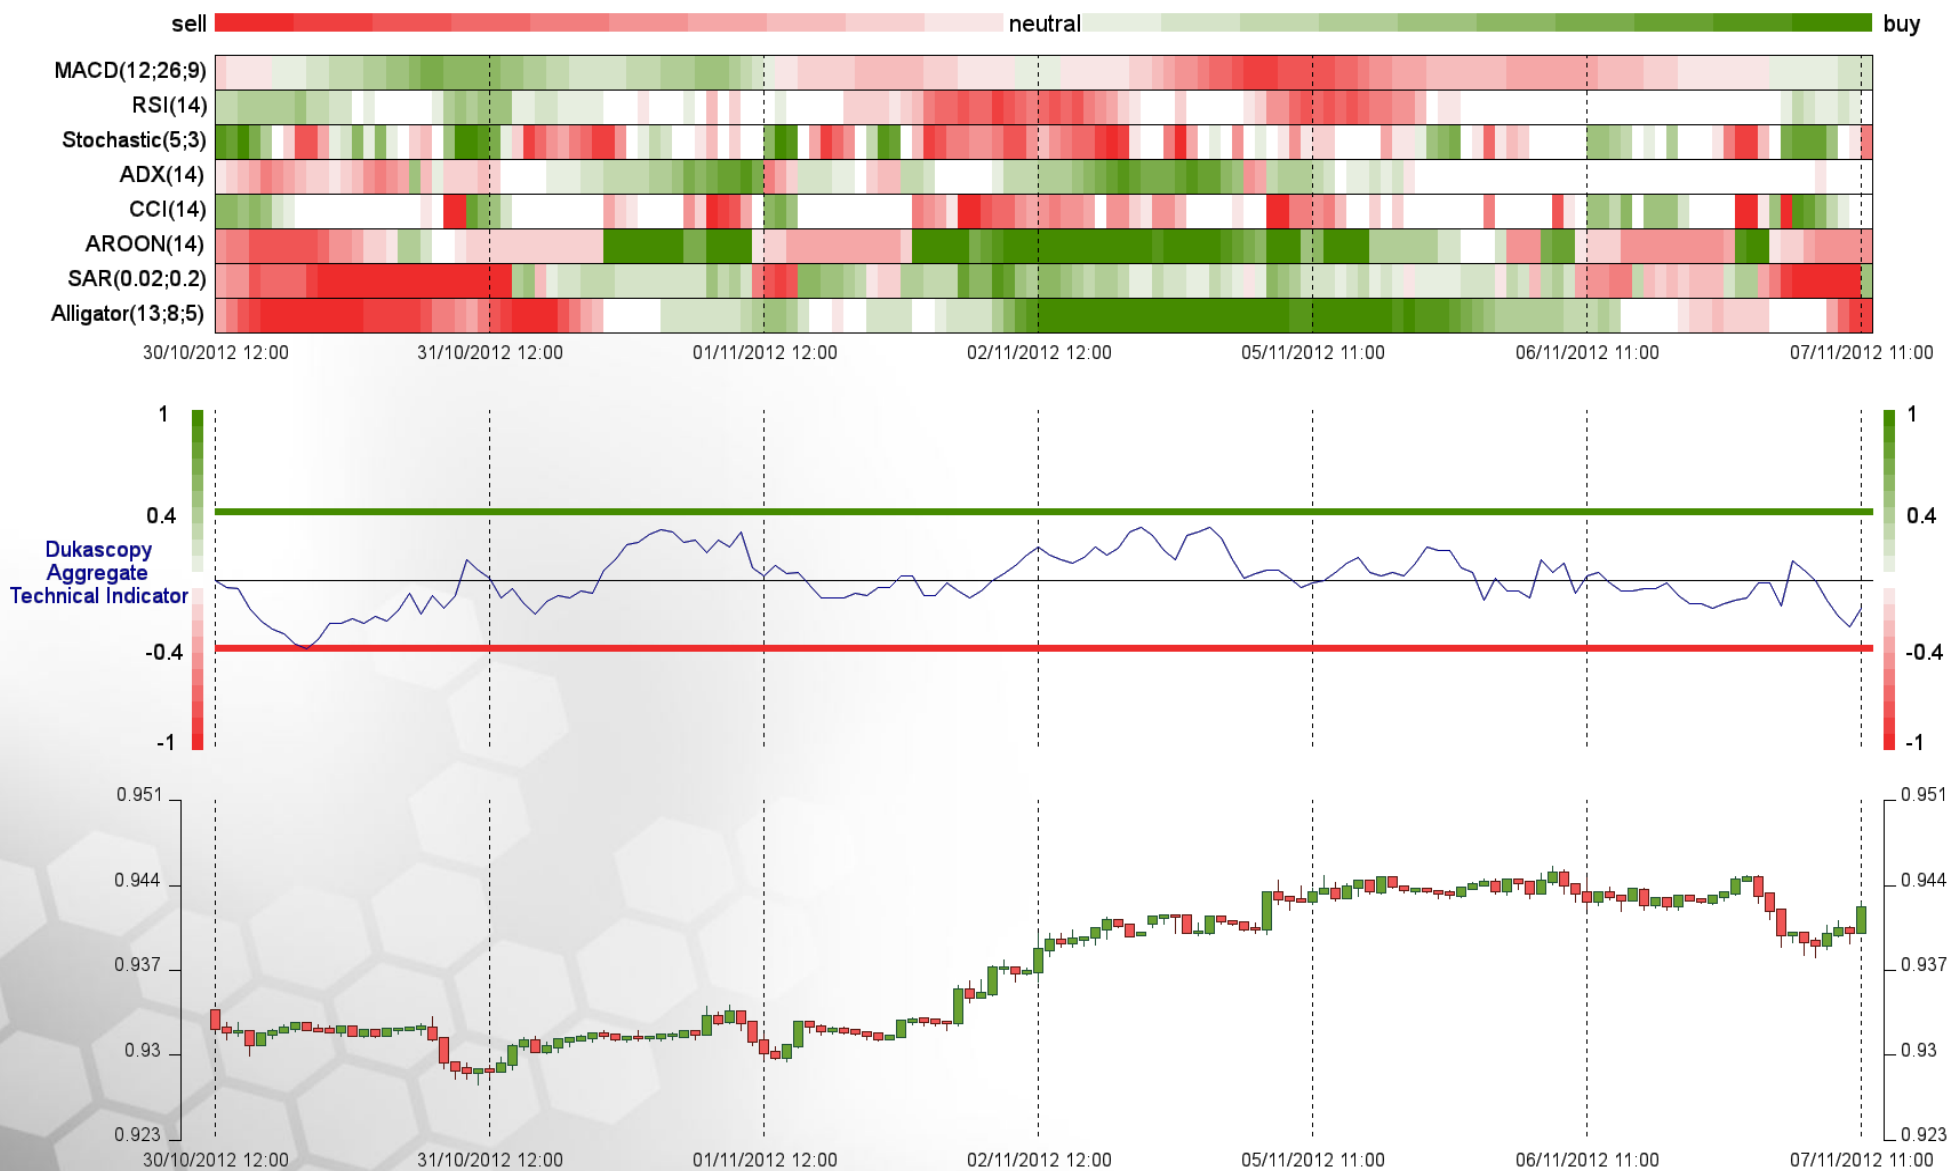 sell neutral buy
MACD(12;26;9)
RSI(14)
Stochastic(5;3)
ADX(14)
CCI(14)
AROON(14)
SAR(0.02;0.2)
Alligator(13;8;5)
30/10/2012 12:00 31/10/2012 12:00 01/11/2012 12:00 02/11/2012 12:00 05/11/2012 11:00 06/11/2012 11:00 07/11/2012 11:00
1 1
0.4 0.4
Dukascopy
Aggregate
Technical Indicator
-0.4 -0.4
-1 -1
0.951 0.951
0.944 0.944
0.937 0.937
0.93 0.93
0.923 0.923
30/10/2012 12:00 31/10/2012 12:00 01/11/2012 12:00 02/11/2012 12:00 05/11/2012 11:00 06/11/2012 11:00 07/11/2012 11:00